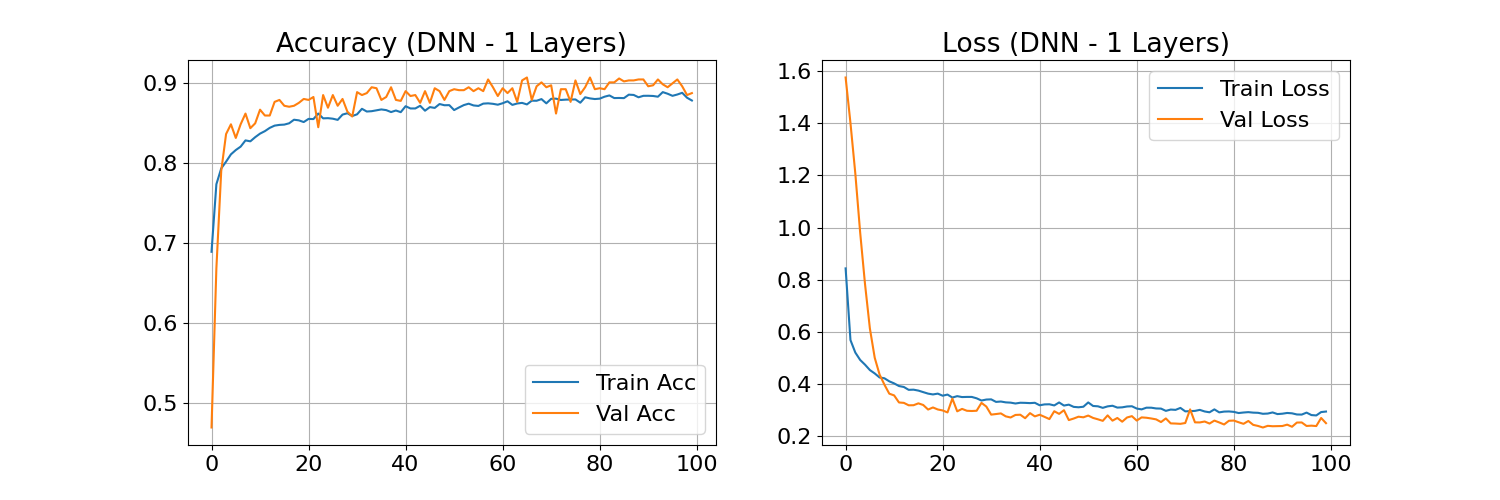 Accuracy (DNN - 1 Layers)
0.9
0.8
0.7
0.6
0.5
0 20 40 60 80 100
Train Acc
Val Acc
Loss (DNN - 1 Layers)
1.6
1.4
1.2
1.0
0.8
0.6
0.4
0.2
0 20 40 60 80 100
Train Loss
Val Loss